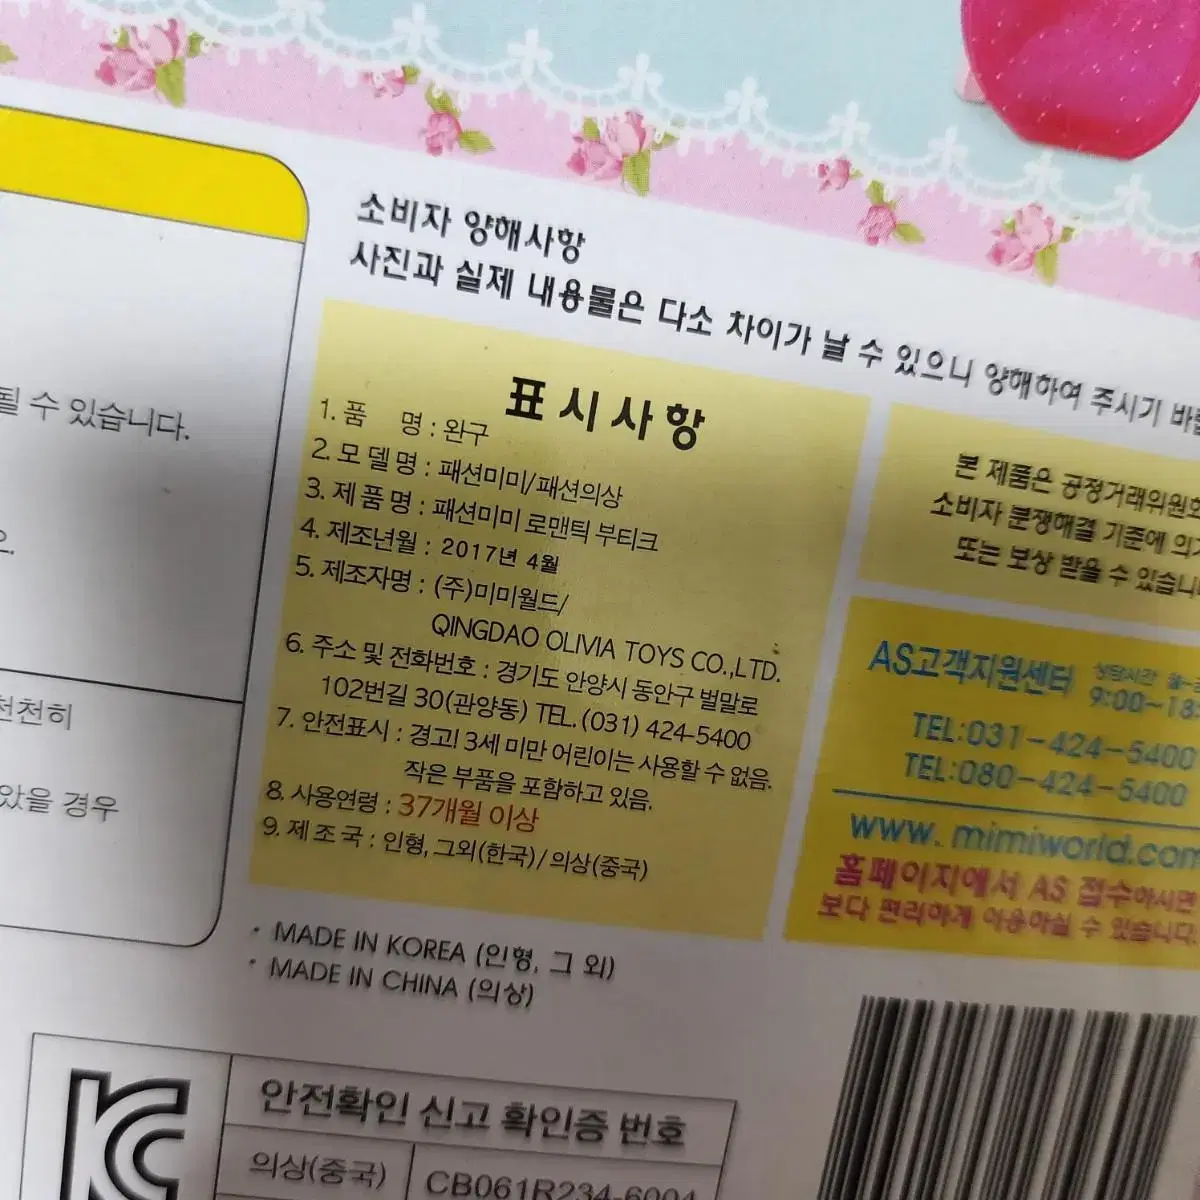 소비자 양해사항
사진과 실제 내용물은 다소 차이가 날 수 있으니 양해하여 주시기
될 수 있습니다.
천천히
았을 경우
표시사항
1. 품 명 : 완구
2. 모델명 : 패션미미/패션의상
3. 제품명 : 패션미미 로맨틱 부티크
4. 제조년월 : 2017년 4월
5. 제조자명 : (주)미미월드/
QINGDAO OLIVIA TOYS CO.,LTD.
6. 주소 및 전화번호 : 경기도 안양시 동안구 벌말로
102번길 30(관양동) TEL. (031) 424-5400
7. 안전표시 : 경고! 3세 미만 어린이는 사용할 수 없음.
작은 부품을 포함하고 있음.
8. 사용연령 : 37개월 이상
9. 제조국 : 인형, 그외(한국)/의상(중국)
본 제품은 공정거래위원회
소비자 분쟁해결 기준에 의
또는 보상 받을 수 있습니
AS고객지원센터 상담시간
9:00~18:
TEL:031-424-5400
TEL:080-424-5400
www.mimiworld.com
홈페이지에서 AS 접수하시면
보다 편리하게 이용하실 수 있습니다.
• MADE IN KOREA (인형, 그 외)
• MADE IN CHINA (의상)
안전확인 신고 확인증 번호
의상(중국) CB061R234-6004